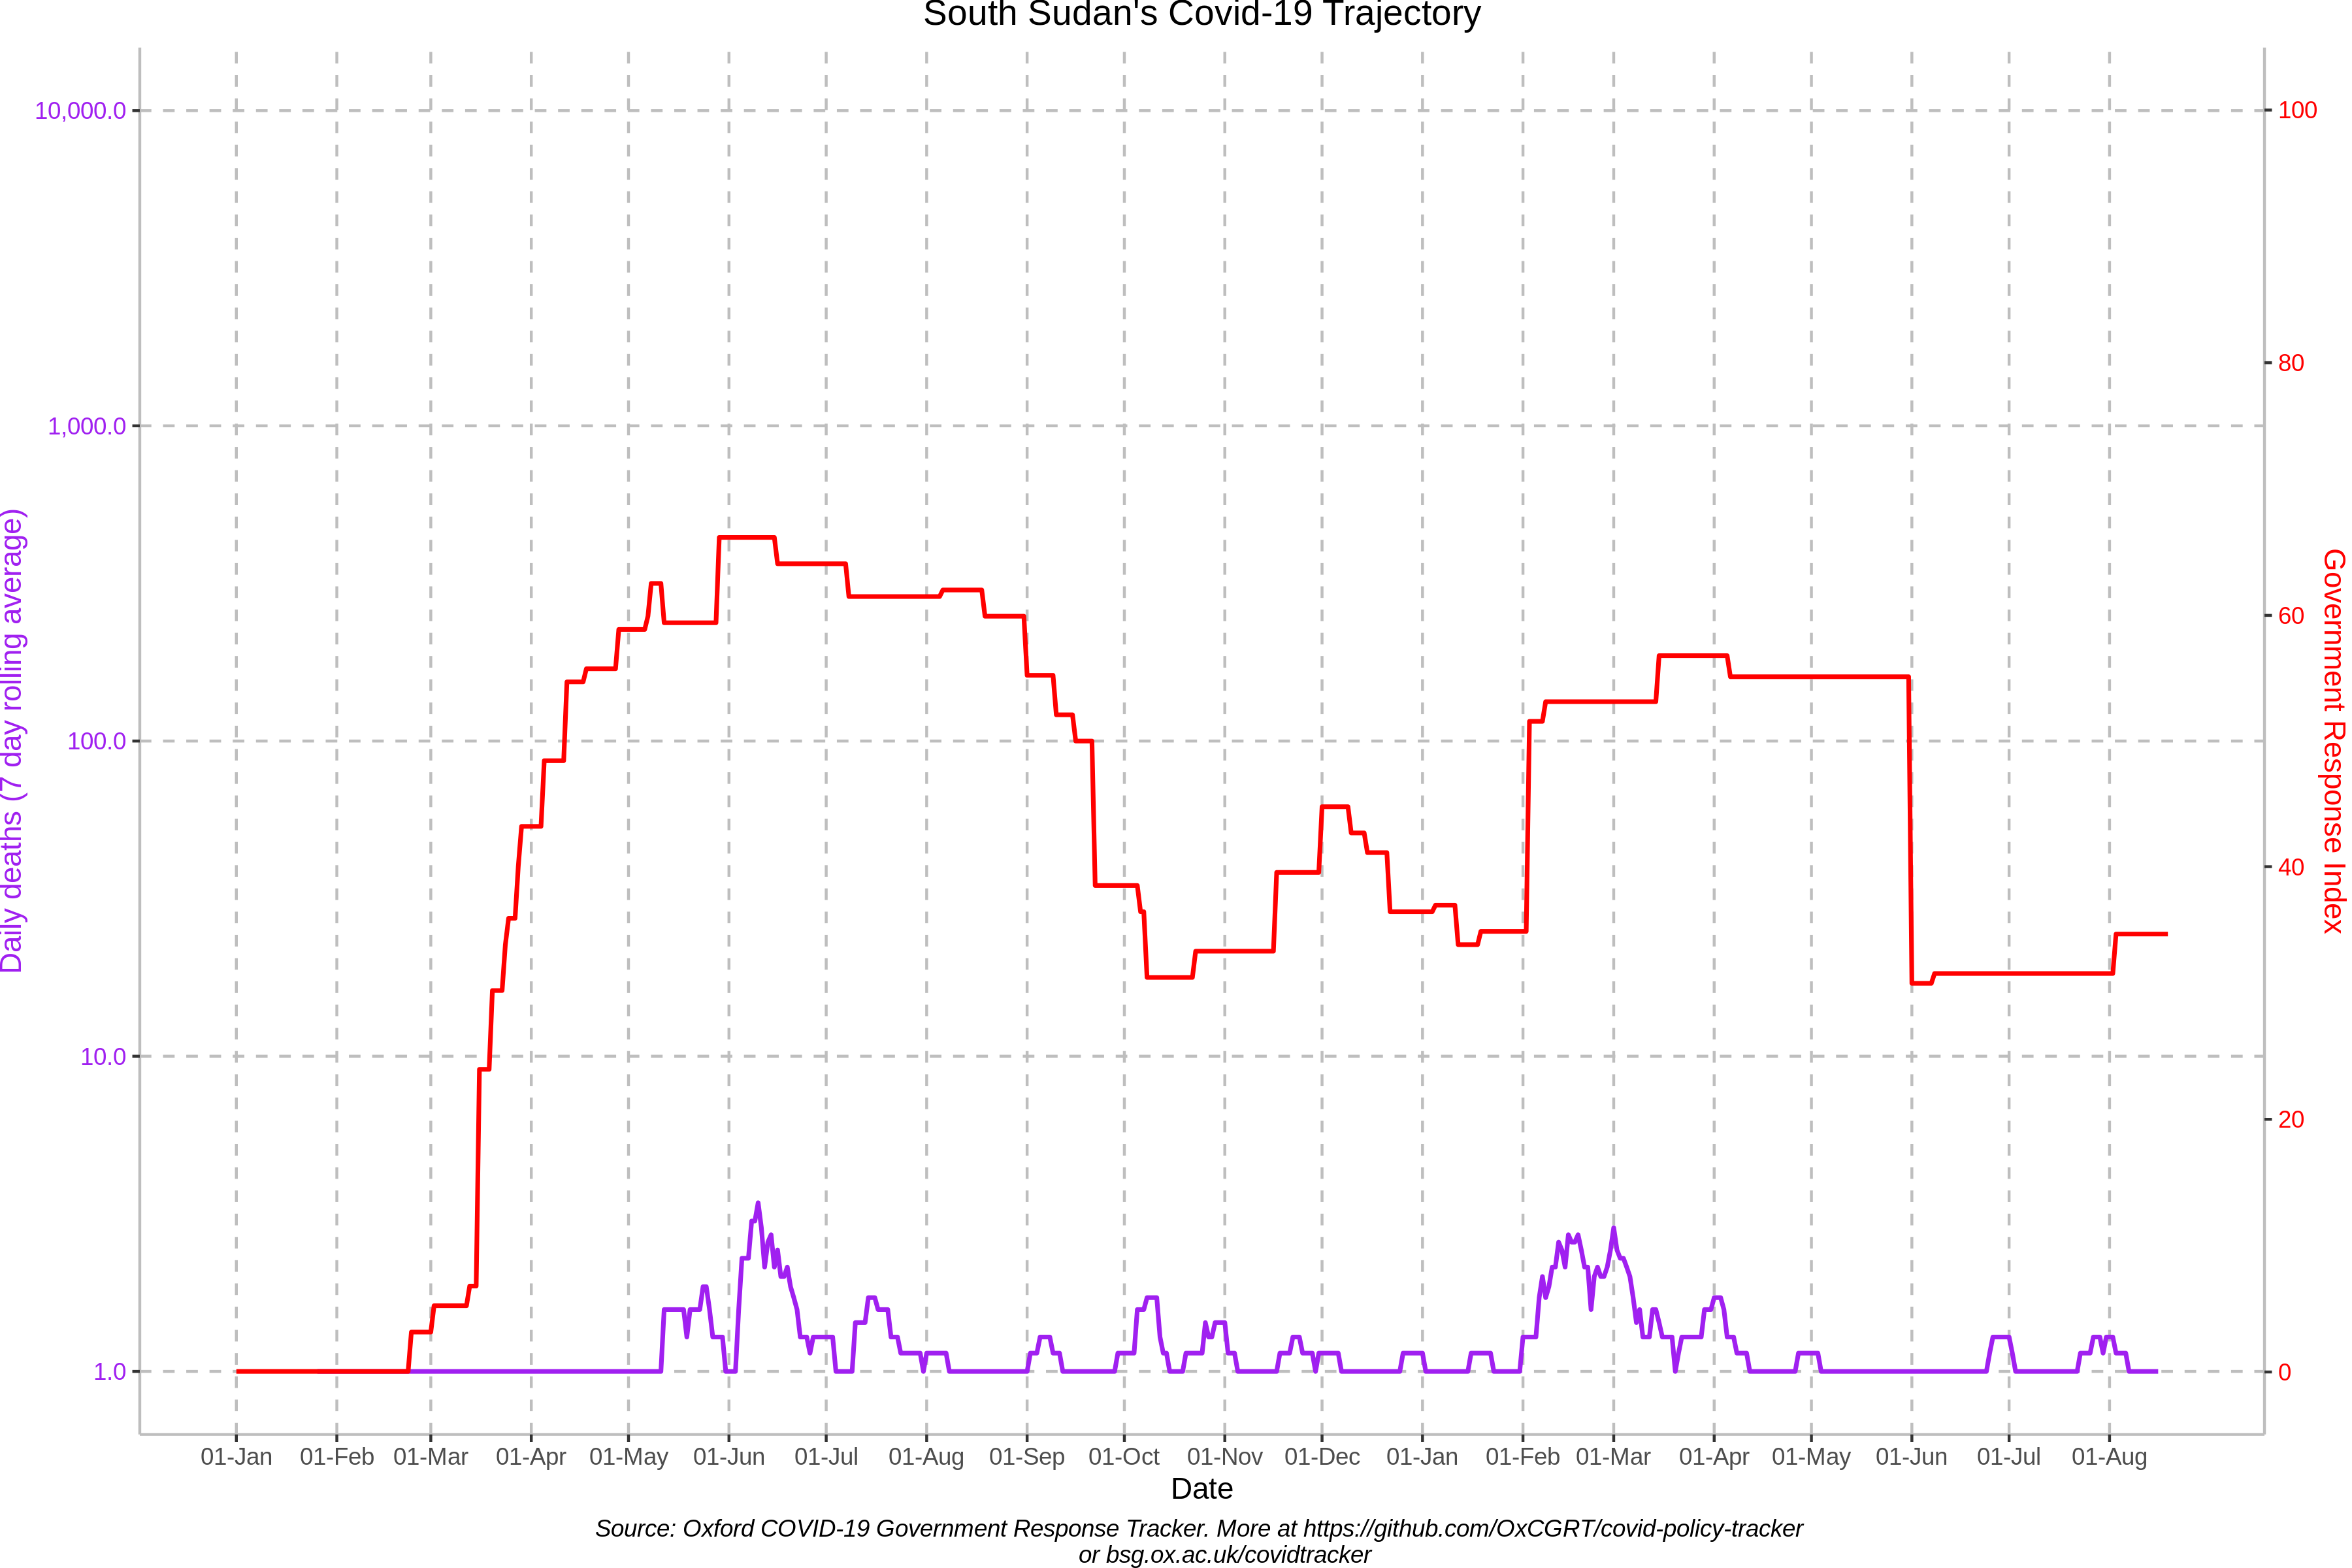 South Sudan's Covid-19 Trajectory
10,000.0
1,000.0
100.0
10.0
1.0
Daily deaths (7 day rolling average)
100
80
60
40
20
0
Government Response Index
01-Jan 01-Feb 01-Mar 01-Apr 01-May 01-Jun 01-Jul 01-Aug 01-Sep 01-Oct 01-Nov 01-Dec 01-Jan 01-Feb 01-Mar 01-Apr 01-May 01-Jun 01-Jul 01-Aug
Date
Source: Oxford COVID-19 Government Response Tracker. More at https://github.com/OxCGRT/covid-policy-tracker
or bsg.ox.ac.uk/covidtracker